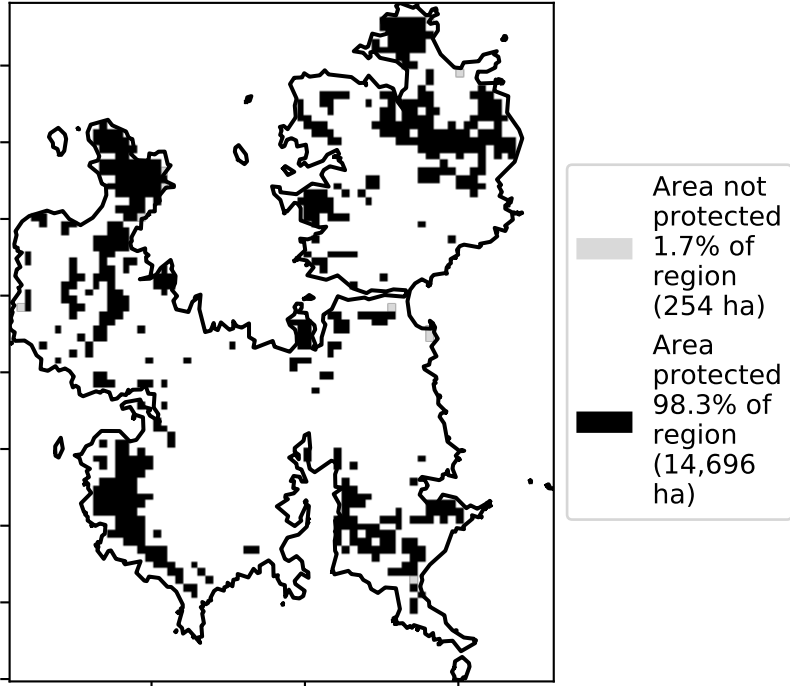 Area not
protected
1.7% of
region
(254 ha)
Area
protected
98.3% of
region
(14,696
ha)